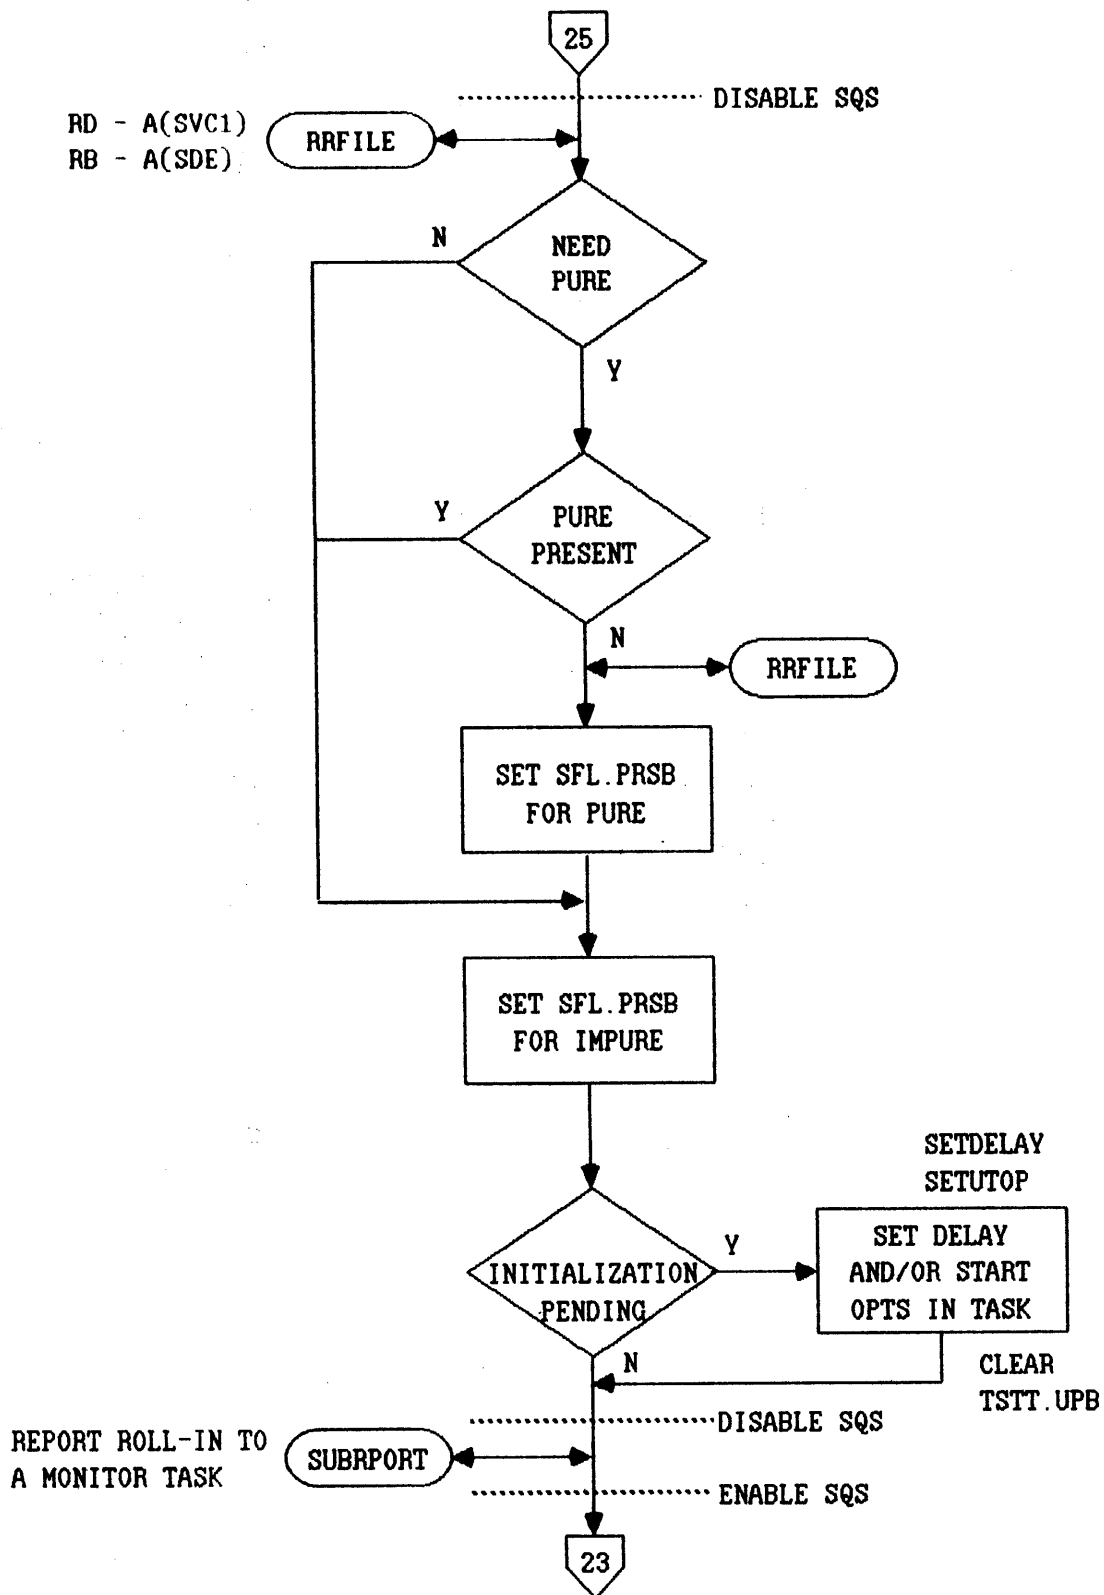 25
DISABLE SQS
RD - A(SVC1)
RB - A(SDE)
RRFILE
N
NEED
PURE
Y
Y
PURE
PRESENT
N
RRFILE
SET SFL.PRSB
FOR PURE
SET SFL.PRSB
FOR IMPURE
SETDELAY
SETUTOP
INITIALIZATION
PENDING
Y
SET DELAY
AND/OR START
OPTS IN TASK
N
CLEAR
TSTT.UPB
DISABLE SQS
REPORT ROLL-IN TO
A MONITOR TASK
SUBRPORT
ENABLE SQS
23